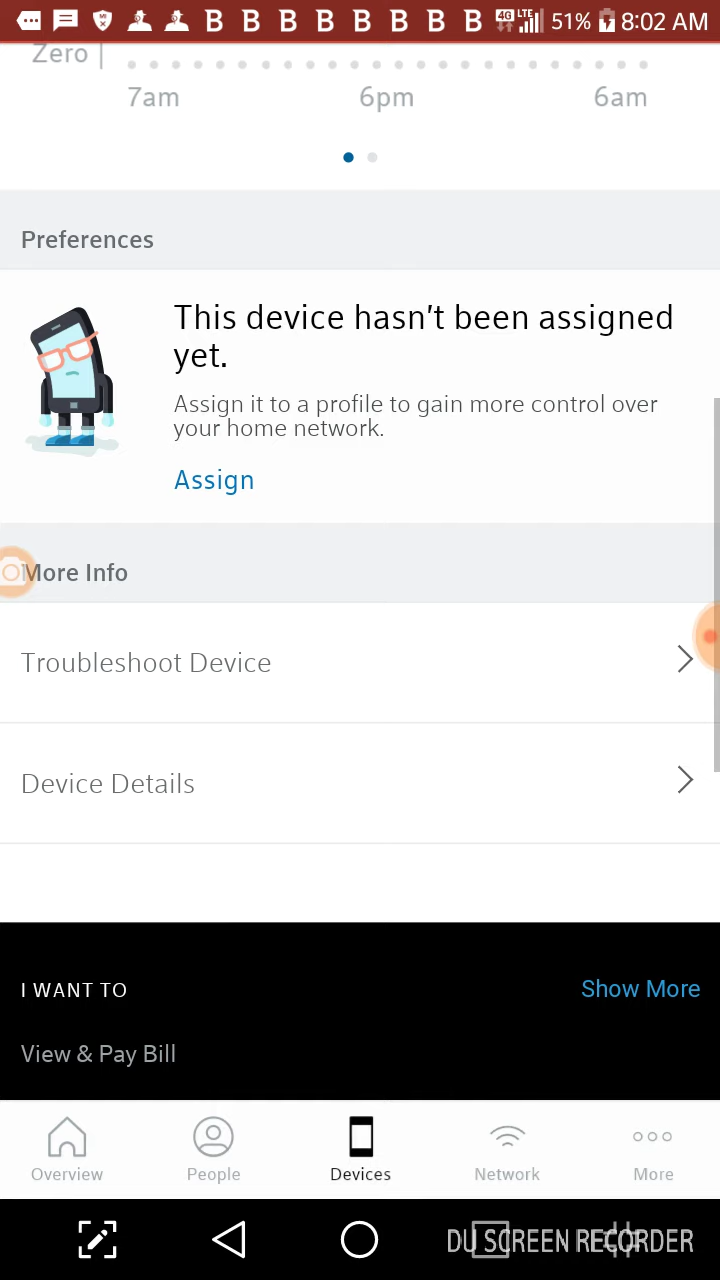 B B B B B B B B 4G LTE 51% 8:02 AM
Zero
7am 6pm 6am
Preferences
This device hasn't been assigned
yet.
Assign it to a profile to gain more control over
your home network.
Assign
More Info
Troubleshoot Device
Device Details
I WANT TO Show More
View & Pay Bill
Overview People Devices Network More
DU SCREEN RECORDER